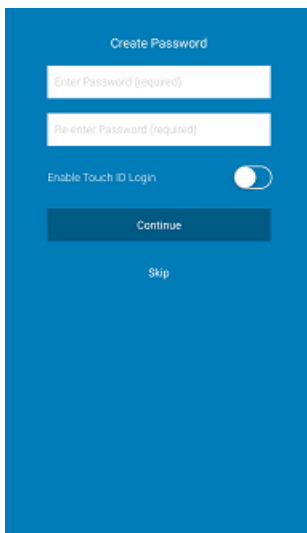 Create Password
Enter Password (required)
Re-enter Password (required)
Enable Touch ID Login
Continue
Skip